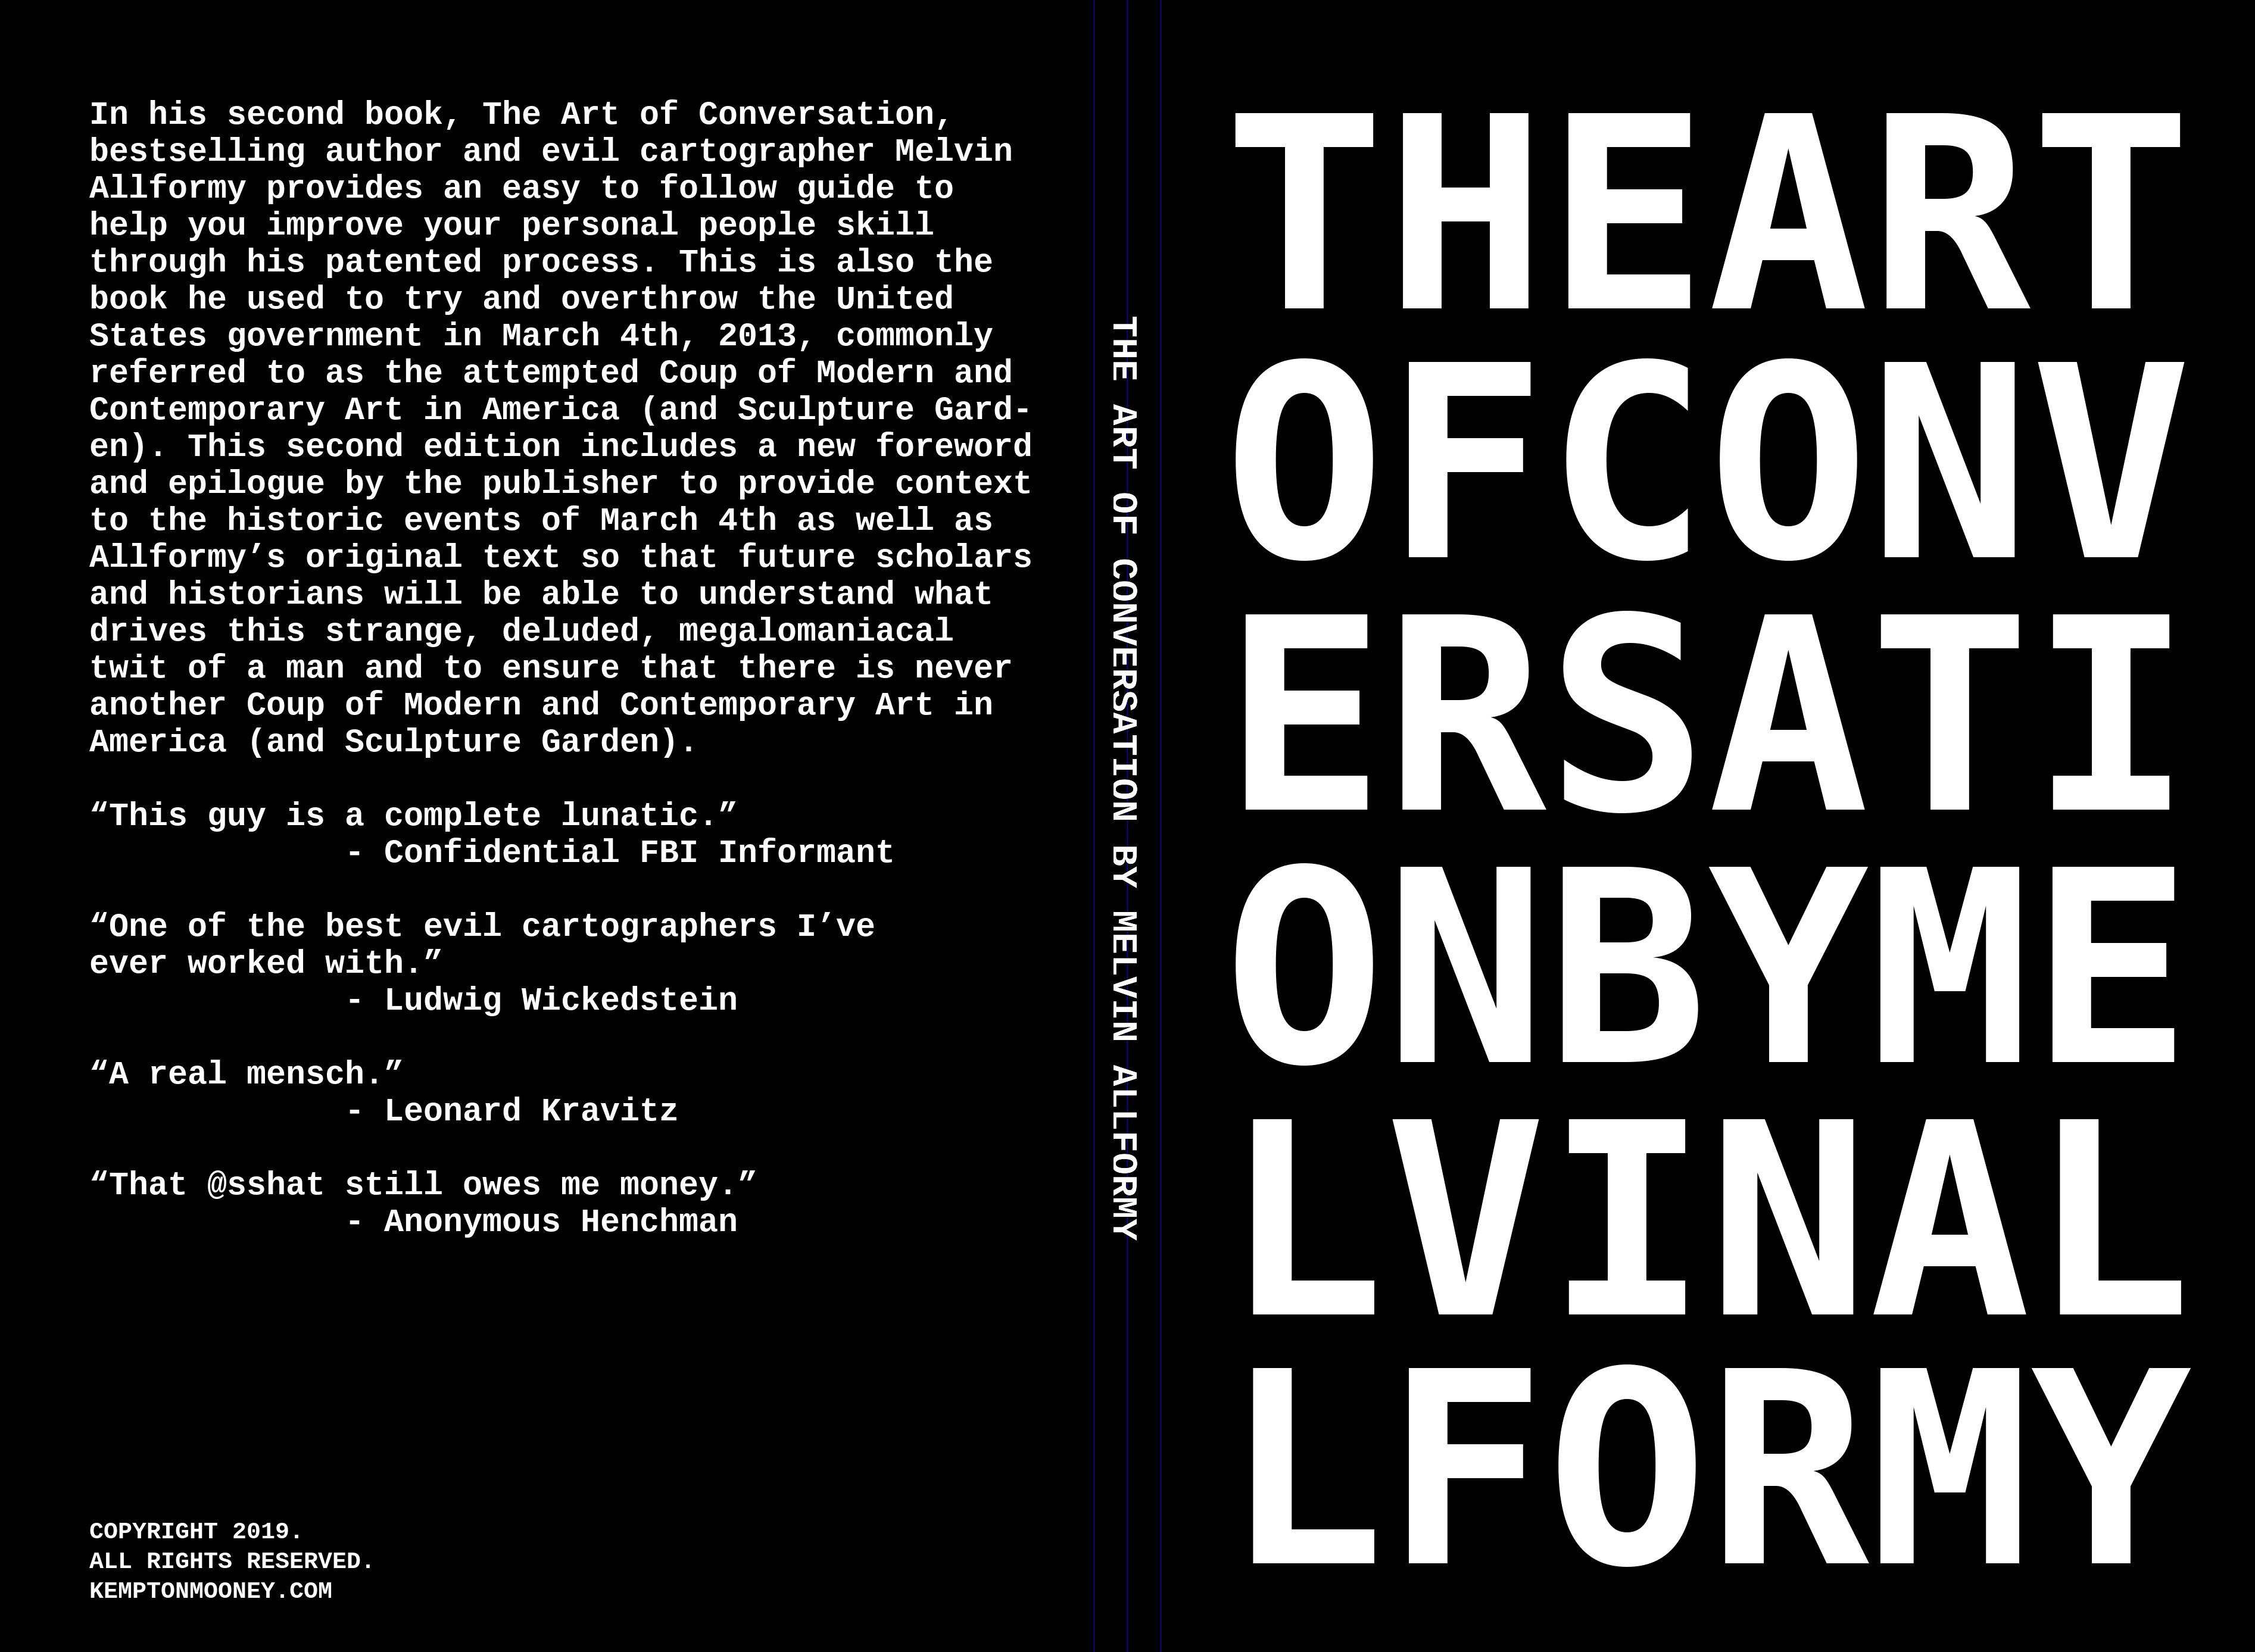 In his second book, The Art of Conversation,
bestselling author and evil cartographer Melvin
Allformy provides an easy to follow guide to
help you improve your personal people skill
through his patented process. This is also the
book he used to try and overthrow the United
States government in March 4th, 2013, commonly
referred to as the attempted Coup of Modern and
Contemporary Art in America (and Sculpture Gard-
en). This second edition includes a new foreword
and epilogue by the publisher to provide context
to the historic events of March 4th as well as
Allformy’s original text so that future scholars
and historians will be able to understand what
drives this strange, deluded, megalomaniacal
twit of a man and to ensure that there is never
another Coup of Modern and Contemporary Art in
America (and Sculpture Garden).
“This guy is a complete lunatic.”
- Confidential FBI Informant
“One of the best evil cartographers I’ve
ever worked with.”
- Ludwig Wickedstein
“A real mensch.”
- Leonard Kravitz
“That @sshat still owes me money.”
- Anonymous Henchman
COPYRIGHT 2019.
ALL RIGHTS RESERVED.
KEMPTONMOONEY.COM
THE ART OF CONVERSATION BY MELVIN ALLFORMY
THEART
OFCONV
ERSATI
ONBYME
LVINAL
LFORMY